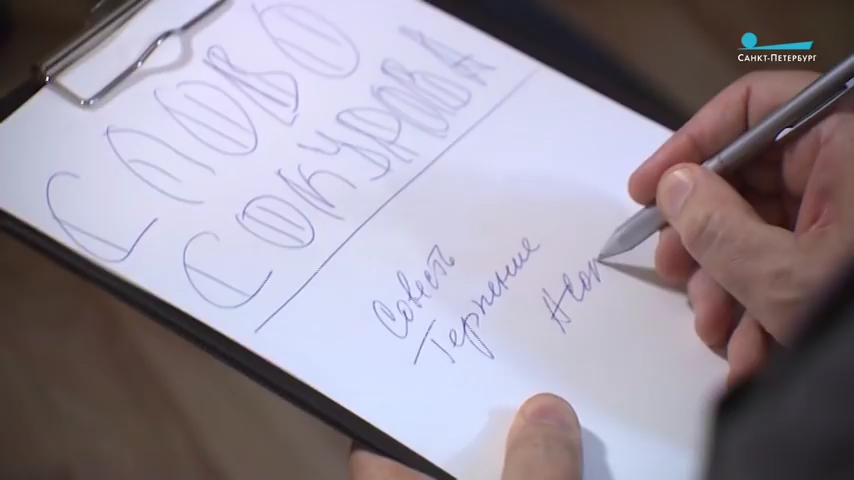 САНКТ-ПЕТЕРБУРГ
СЛОВО
СОКУРОВА
Совесть
Терпение